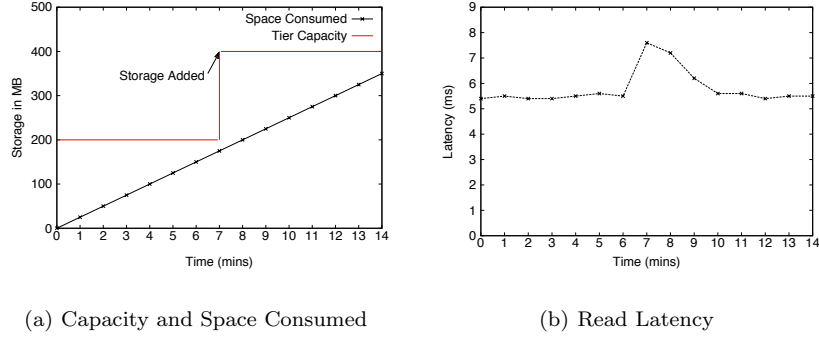 500
400
300
200
100
0
Storage in MB
Space Consumed
Tier Capacity
Storage Added
0 1 2 3 4 5 6 7 8 9 10 11 12 13 14
Time (mins)
(a) Capacity and Space Consumed
9
8
7
6
5
4
3
2
1
0
Latency (ms)
0 1 2 3 4 5 6 7 8 9 10 11 12 13 14
Time (mins)
(b) Read Latency